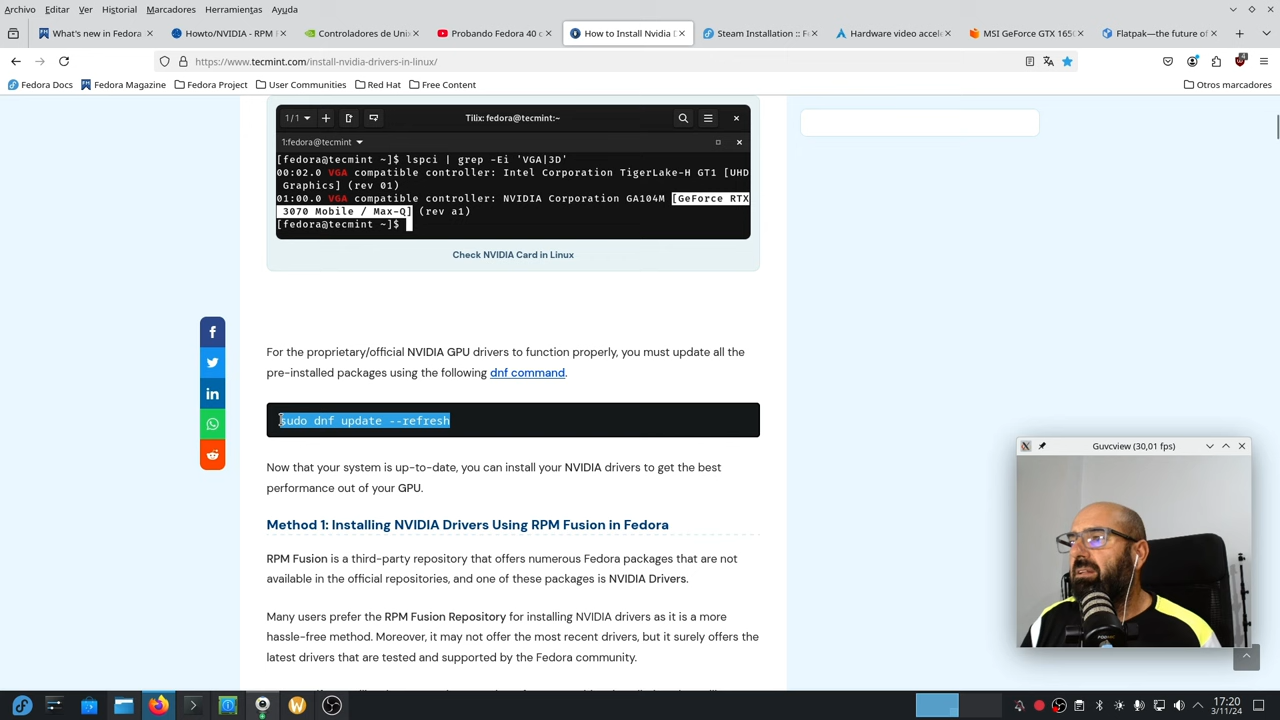 Archivo Editar Ver Historial Marcadores Herramientas Ayuda
What's new in Fedora
Howto/NVIDIA - RPM
Controladores de Uni
Probando Fedora 40 c
How to Install Nvidia D
Steam Installation :: Fe
Hardware video accel
MSI GeForce GTX 165
Flatpak—the future of
https://www.tecmint.com/install-nvidia-drivers-in-linux/
Fedora Docs Fedora Magazine Fedora Project User Communities Red Hat Free Content Otros marcadores
1/1 Tilix: fedora@tecmint:~
1:fedora@tecmint
[fedora@tecmint ~]$ lspci | grep -Ei 'VGA|3D'
00:02.0 VGA compatible controller: Intel Corporation TigerLake-H GT1 [UHD
Graphics] (rev 01)
01:00.0 VGA compatible controller: NVIDIA Corporation GA104M [GeForce RTX
3070 Mobile / Max-Q] (rev a1)
[fedora@tecmint ~]$
Check NVIDIA Card in Linux
For the proprietary/official NVIDIA GPU drivers to function properly, you must update all the
pre-installed packages using the following dnf command.
sudo dnf update --refresh
Now that your system is up-to-date, you can install your NVIDIA drivers to get the best
performance out of your GPU.
Method 1: Installing NVIDIA Drivers Using RPM Fusion in Fedora
RPM Fusion is a third-party repository that offers numerous Fedora packages that are not
available in the official repositories, and one of these packages is NVIDIA Drivers.
Many users prefer the RPM Fusion Repository for installing NVIDIA drivers as it is a more
hassle-free method. Moreover, it may not offer the most recent drivers, but it surely offers the
latest drivers that are tested and supported by the Fedora community.
Guvcview (30,01 fps)
17:20
3/11/24